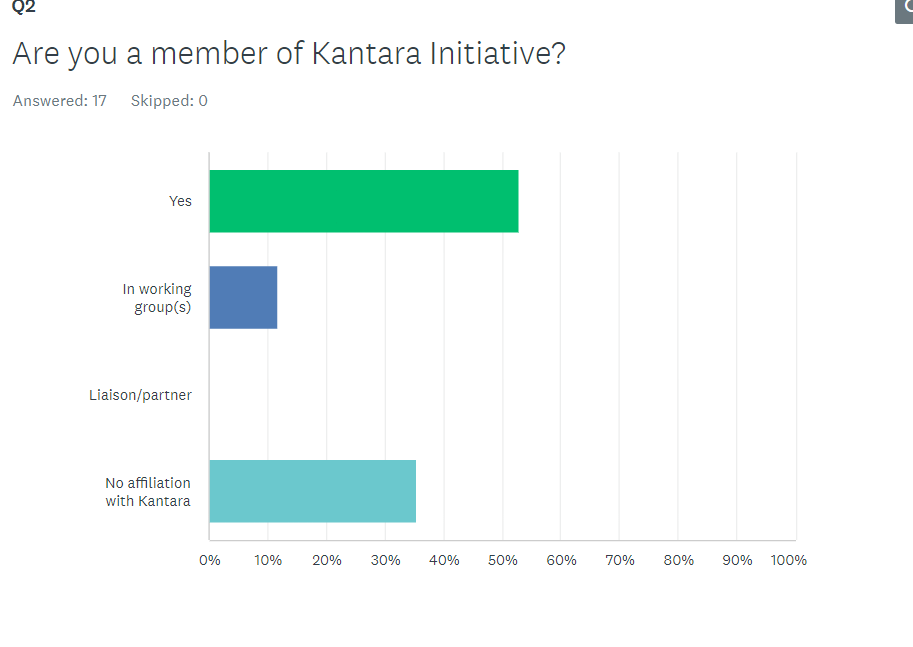 Q2
Are you a member of Kantara Initiative?
Answered: 17 Skipped: 0
Yes
In working
group(s)
Liaison/partner
No affiliation
with Kantara
0% 10% 20% 30% 40% 50% 60% 70% 80% 90% 100%